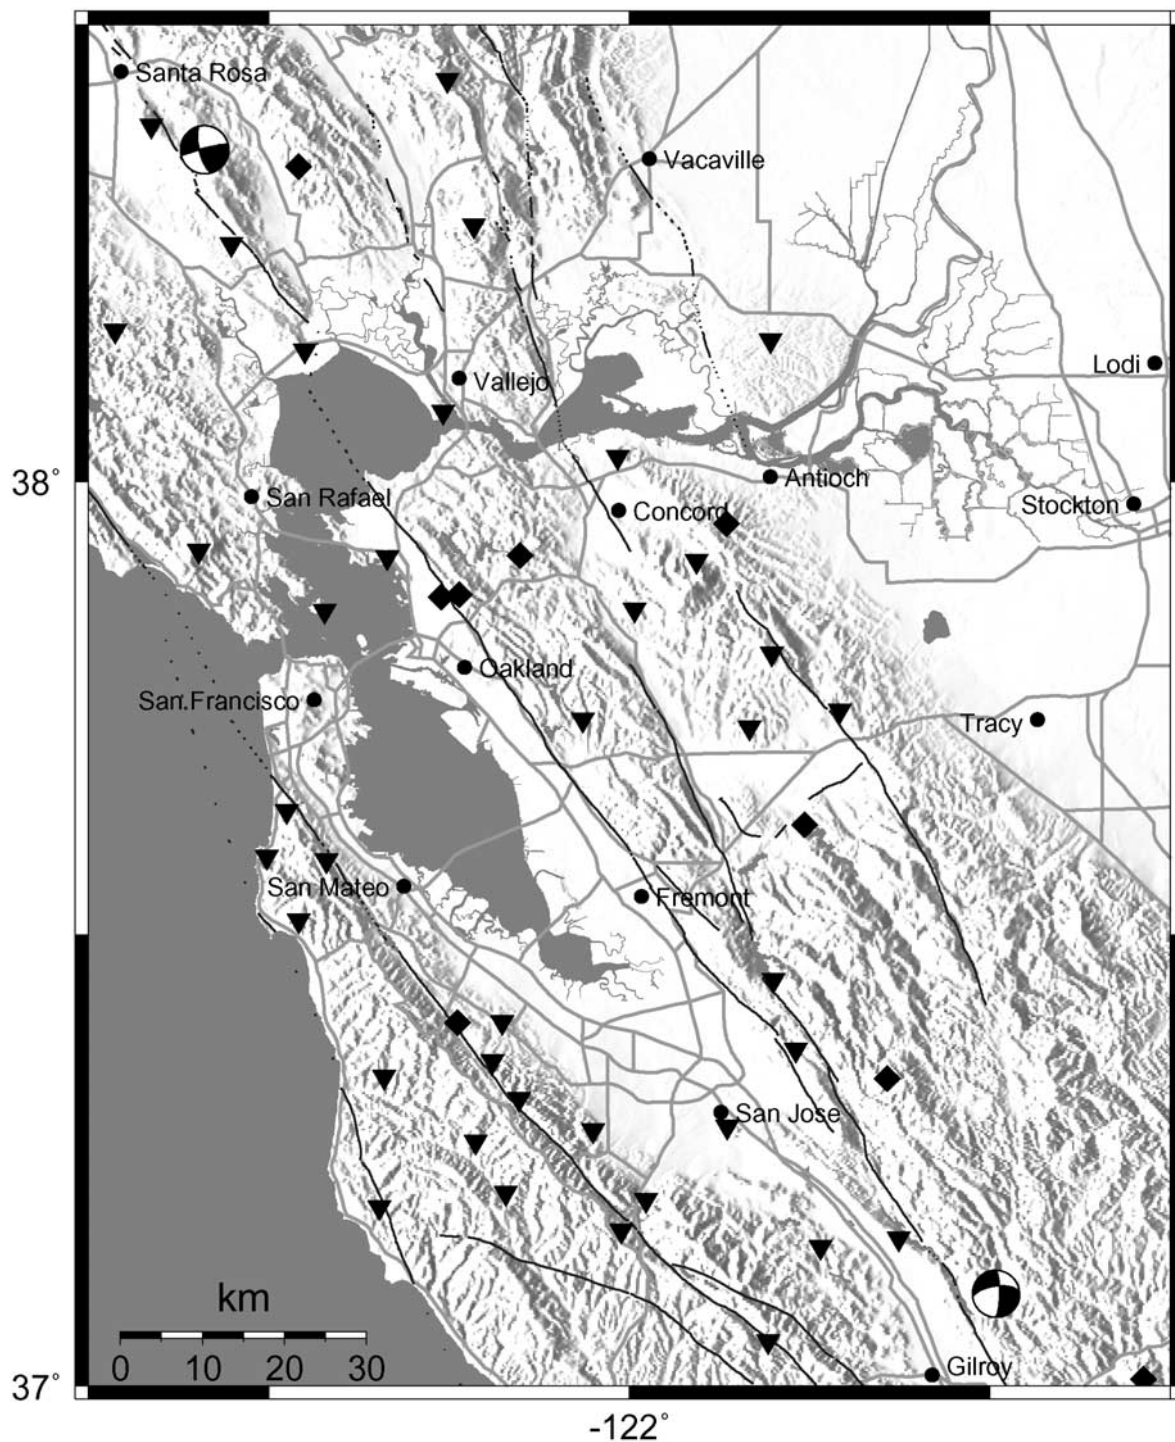 Santa Rosa
Vacaville
Lodi
Vallejo
Antioch
38°
San Rafael
Concord
Stockton
Oakland
San Francisco
Tracy
San Mateo
Fremont
San Jose
km
0 10 20 30
Gilroy
37°
-122°